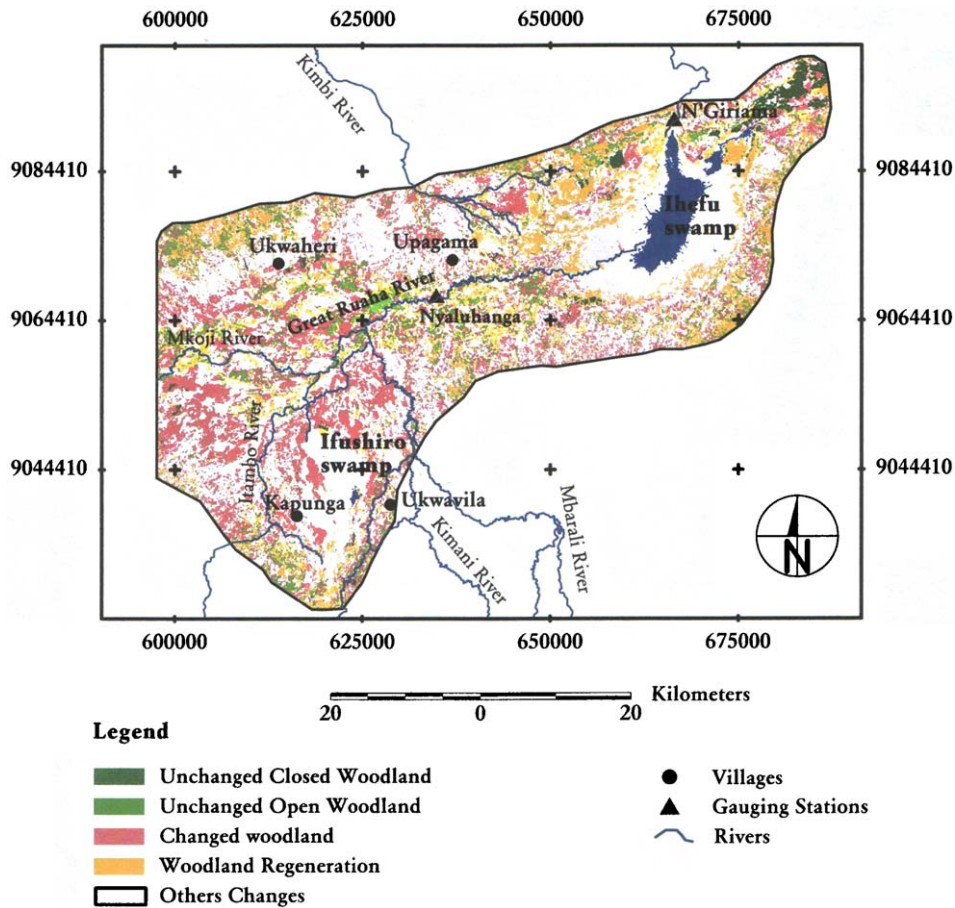 600000 625000 650000 675000
Kimbi River
N'Giriama
9084410 9084410
Ihefu
swamp
Ukwaheri Upagama
Great Ruaha River
Nyaluhanga
9064410 9064410
Mkoji River
Itambo River
Ifushiro
swamp
9044410 9044410
Kapunga Ukwavila
Kimani River
Mbarali River
N
600000 625000 650000 675000
20 0 20 Kilometers
Legend
Unchanged Closed Woodland
Unchanged Open Woodland
Changed woodland
Woodland Regeneration
Others Changes
Villages
Gauging Stations
Rivers